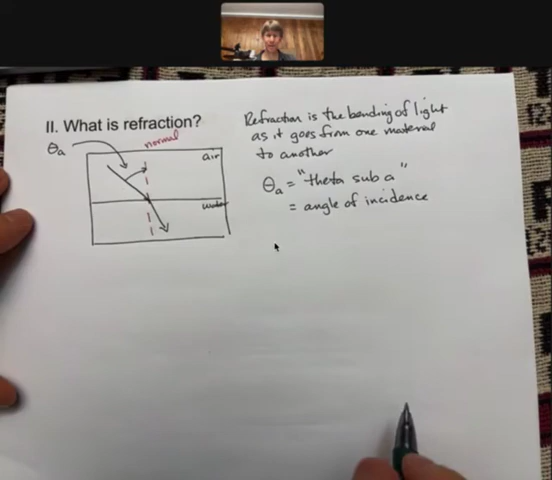 II. What is refraction?
Refraction is the bending of light
as it goes from one material
to another
θa
normal
air
water
θa = "theta sub a"
= angle of incidence